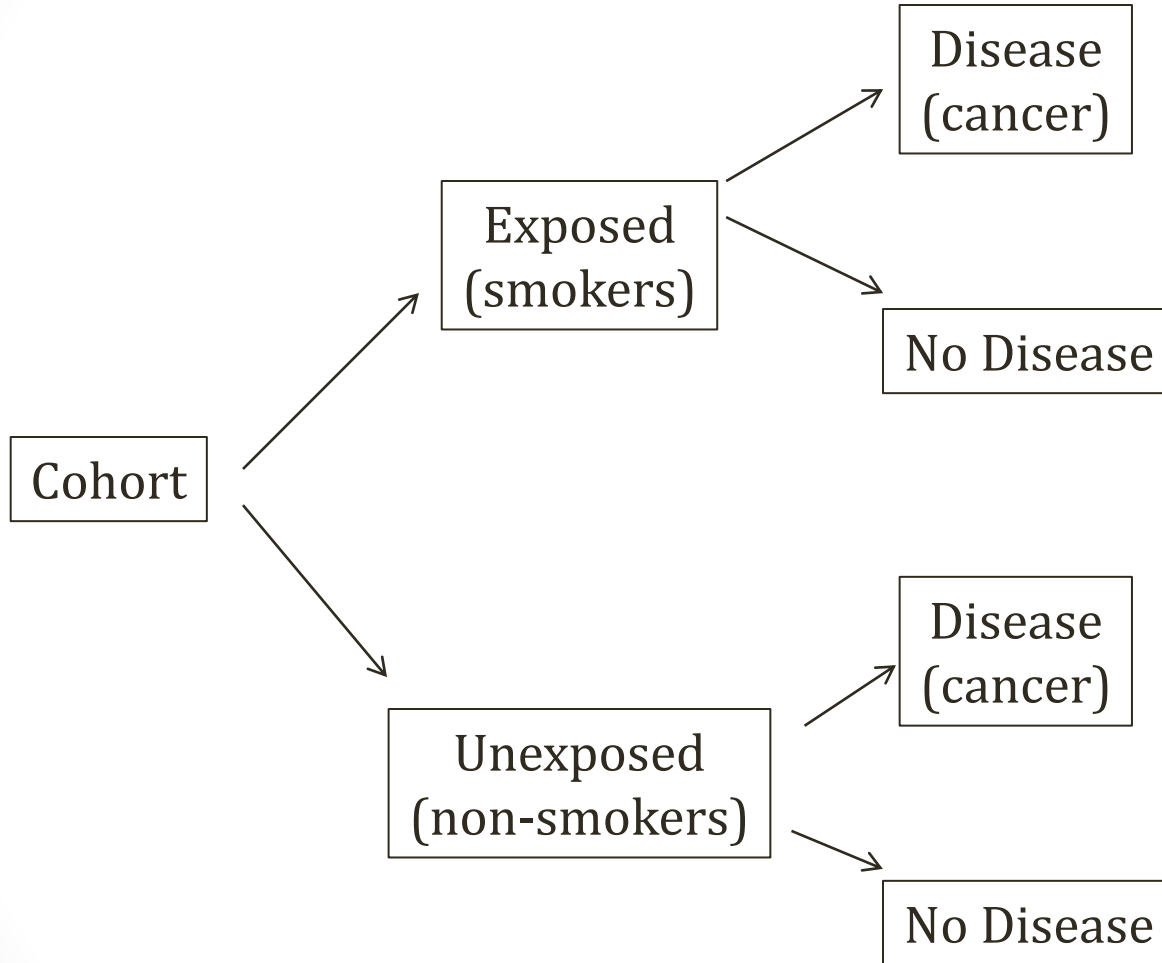 Disease
(cancer)
Exposed
(smokers)
No Disease
Cohort
Disease
(cancer)
Unexposed
(non-smokers)
No Disease